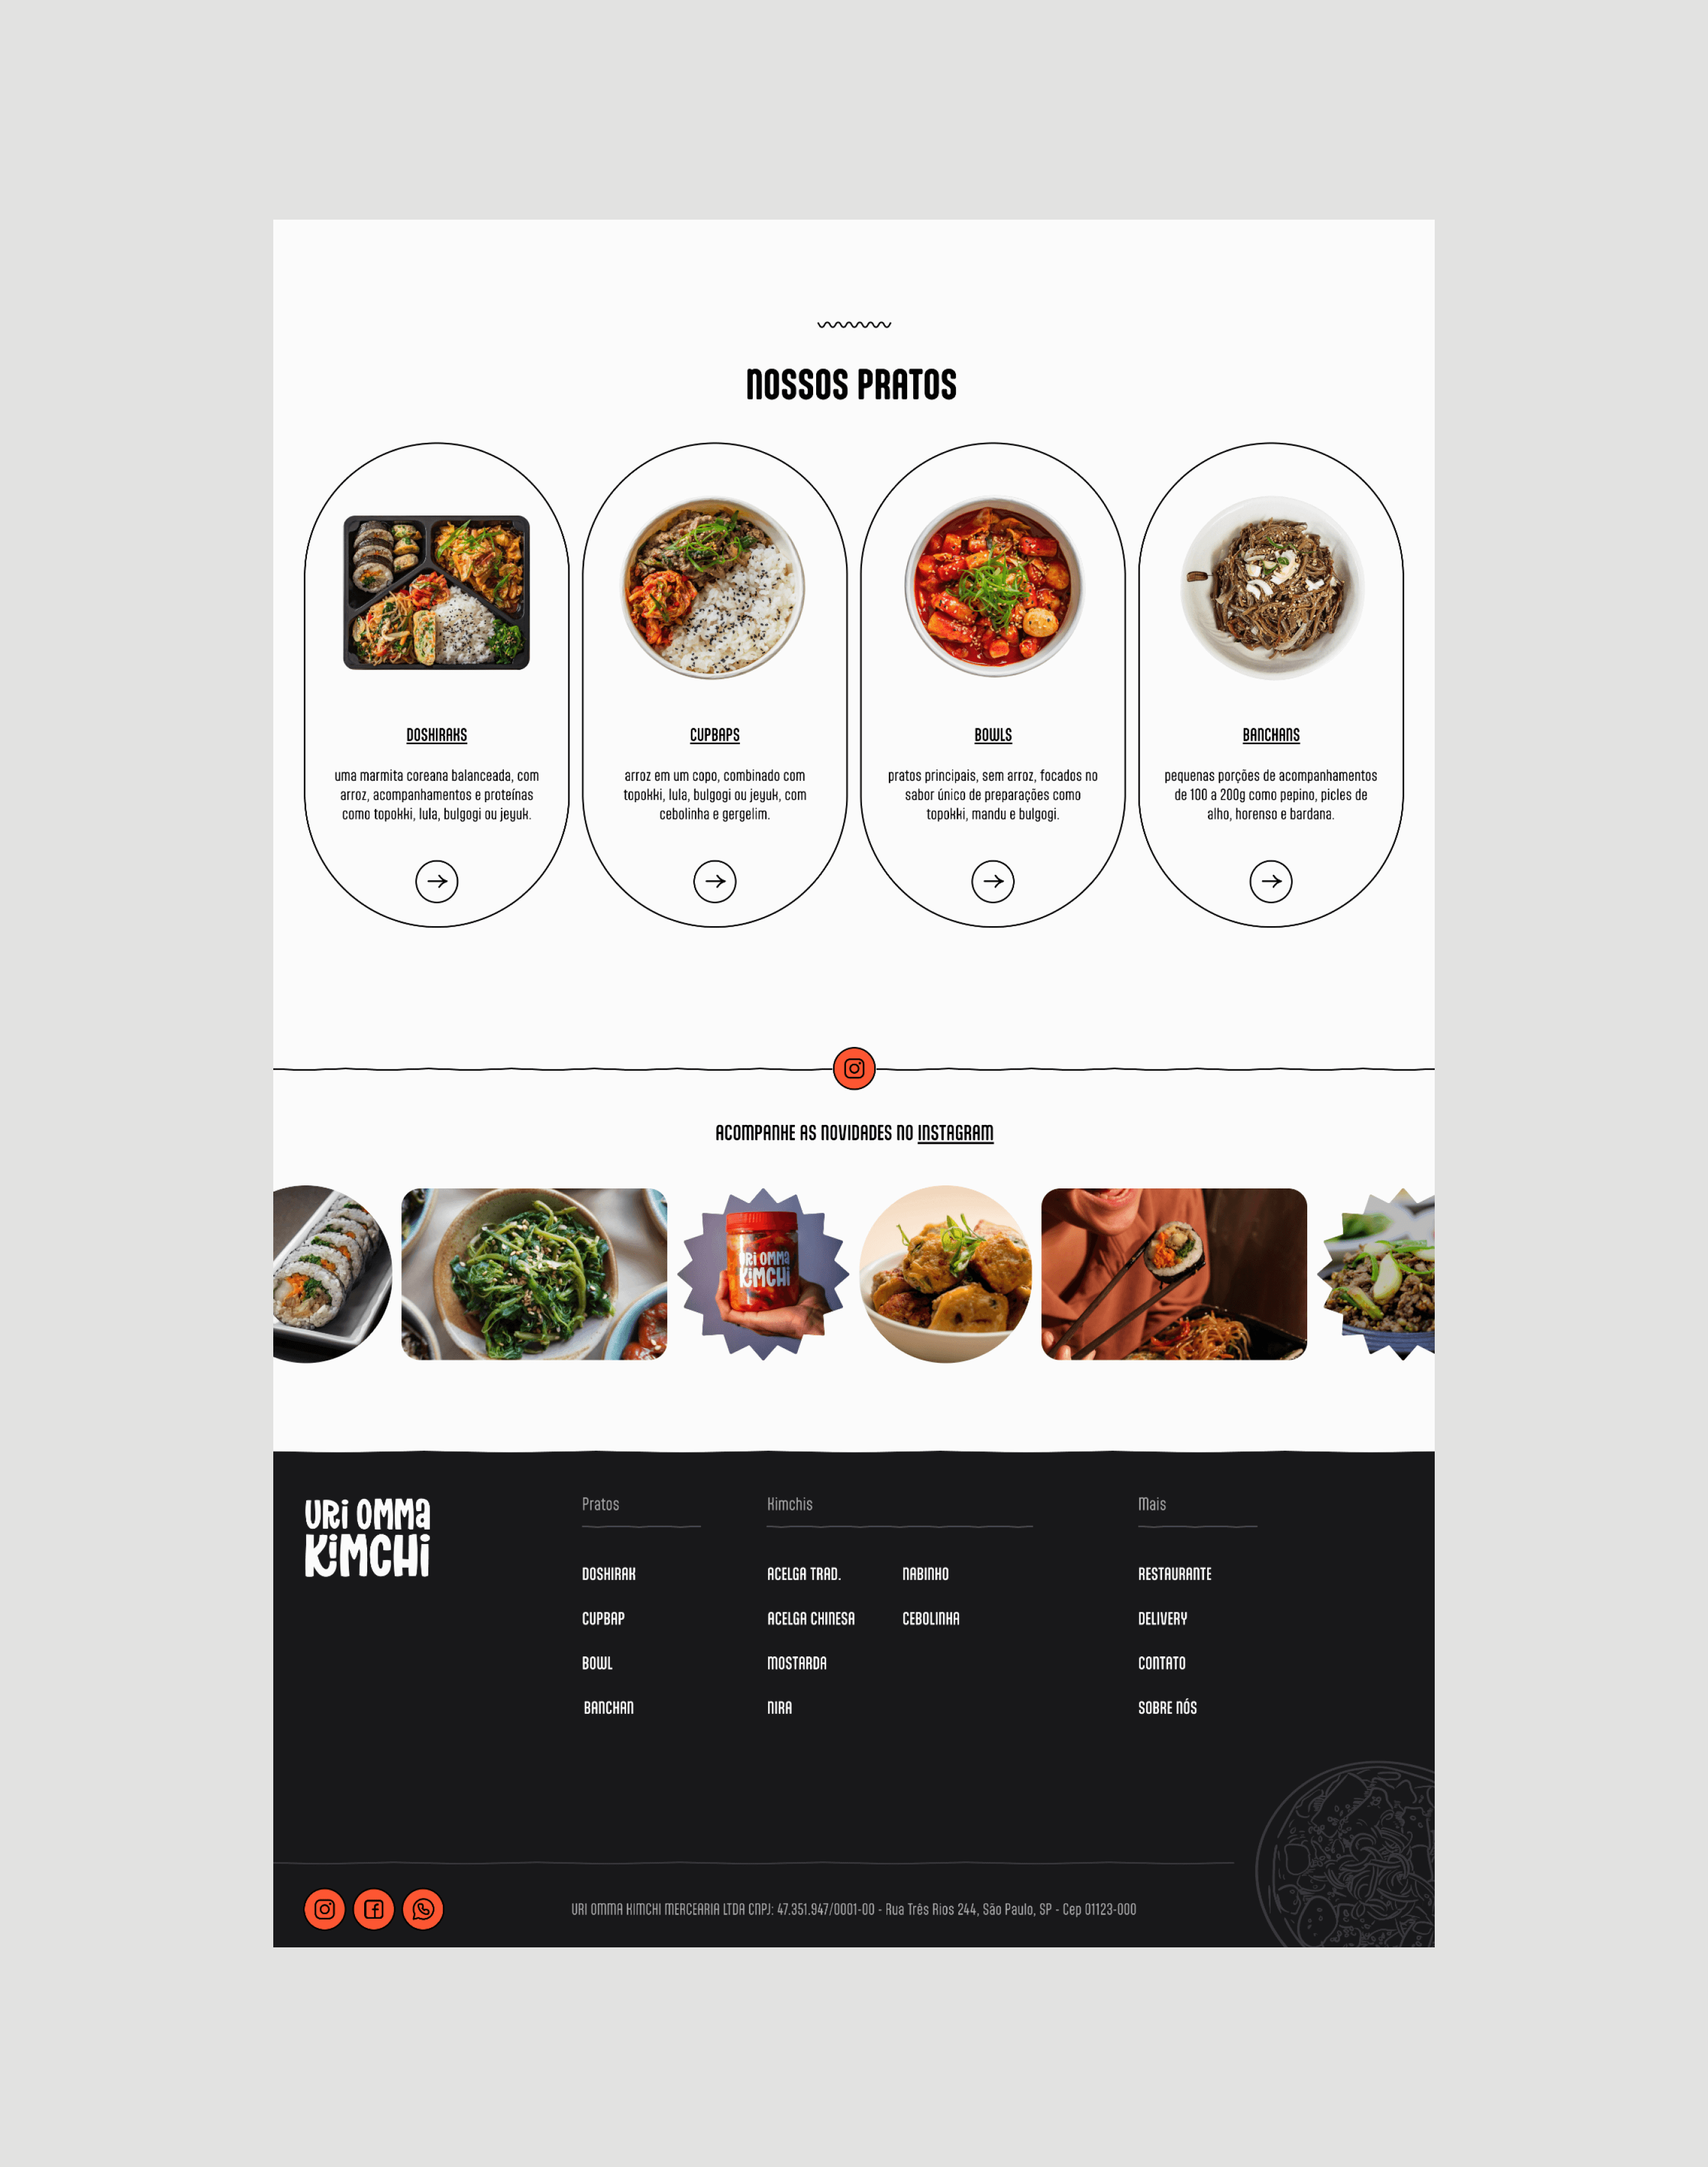 NOSSOS PRATOS
DOSHIRAKS
uma marmita coreana balanceada, com
arroz, acompanhamentos e proteínas
como topokki, lula, bulgogi ou jeyuk.
CUPBAPS
arroz em um copo, combinado com
topokki, lula, bulgogi ou jeyuk, com
cebolinha e gergelim.
BOWLS
pratos principais, sem arroz, focados no
sabor único de preparações como
topokki, mandu e bulgogi.
BANCHANS
pequenas porções de acompanhamentos
de 100 a 200g como pepino, picles de
alho, horenso e bardana.
ACOMPANHE AS NOVIDADES NO INSTAGRAM
URI OMMA
KIMCHI
URI OMMA
KIMCHI
Pratos
DOSHIRAK
CUPBAP
BOWL
BANCHAN
Kimchis
ACELGA TRAD.
ACELGA CHINESA
MOSTARDA
NIRA
NABINHO
CEBOLINHA
Mais
RESTAURANTE
DELIVERY
CONTATO
SOBRE NÓS
URI OMMA KIMCHI MERCEARIA LTDA CNPJ: 47.351.947/0001-00 - Rua Três Rios 244, São Paulo, SP - Cep 01123-000